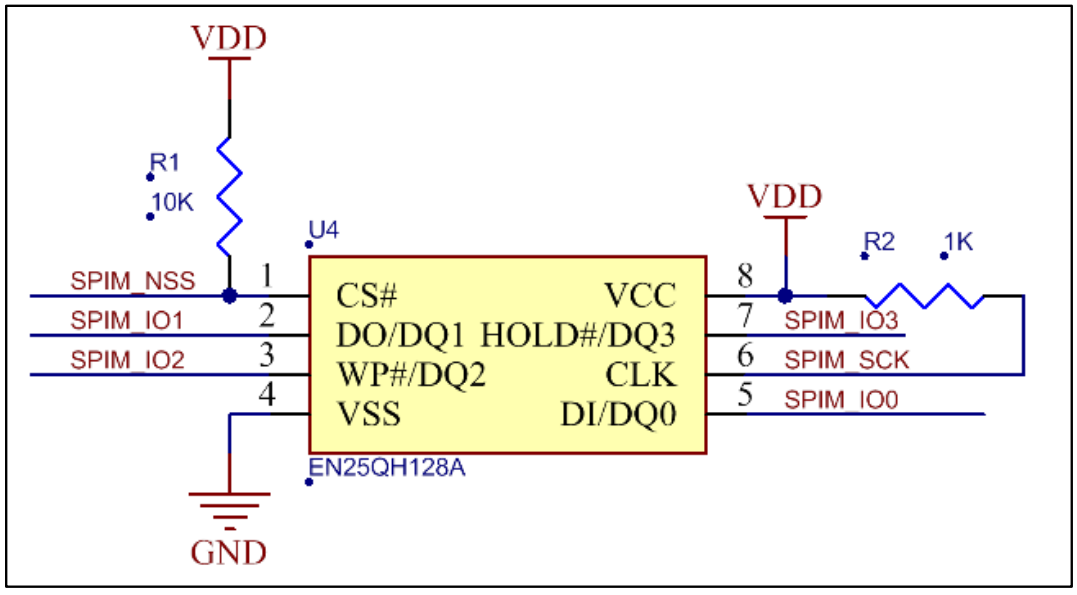 VDD
R1
10K
VDD
U4
R2 1K
SPIM_NSS 1 CS# VCC 8
SPIM_IO1 2 DO/DQ1 HOLD#/DQ3 7 SPIM_IO3
SPIM_IO2 3 WP#/DQ2 CLK 6 SPIM_SCK
4 VSS DI/DQ0 5 SPIM_IO0
EN25QH128A
GND